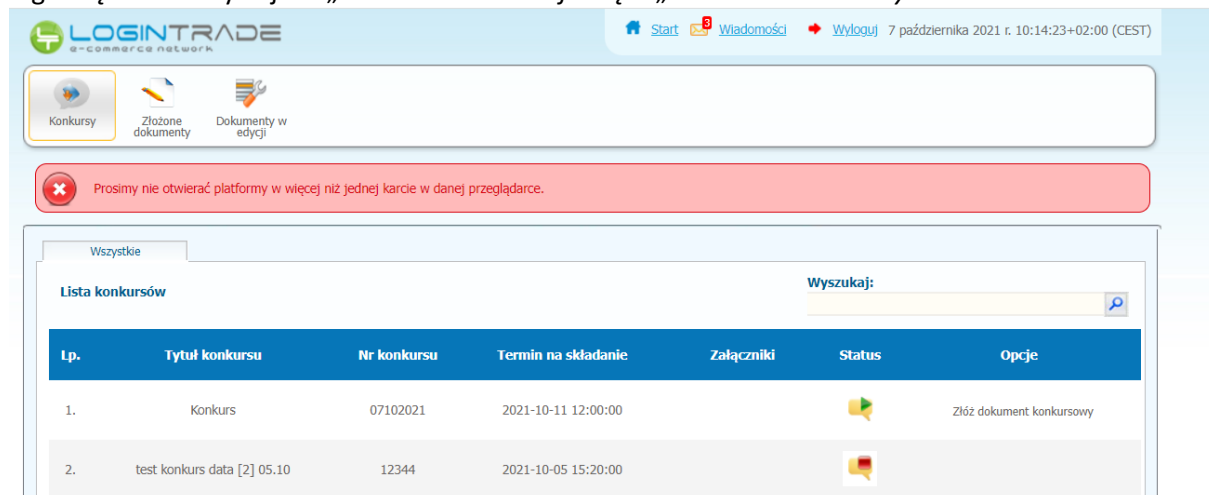 LOGINTRADE
e-commerce network
Start 3 Wiadomości Wyloguj 7 października 2021 r. 10:14:23+02:00 (CEST)
Konkursy
Złożone dokumenty
Dokumenty w edycji
Prosimy nie otwierać platformy w więcej niż jednej karcie w danej przeglądarce.
Wszystkie
Lista konkursów
Wyszukaj:
Lp. Tytuł konkursu Nr konkursu Termin na składanie Załączniki Status Opcje
1. Konkurs 07102021 2021-10-11 12:00:00 Złóż dokument konkursowy
2. test konkurs data [2] 05.10 12344 2021-10-05 15:20:00